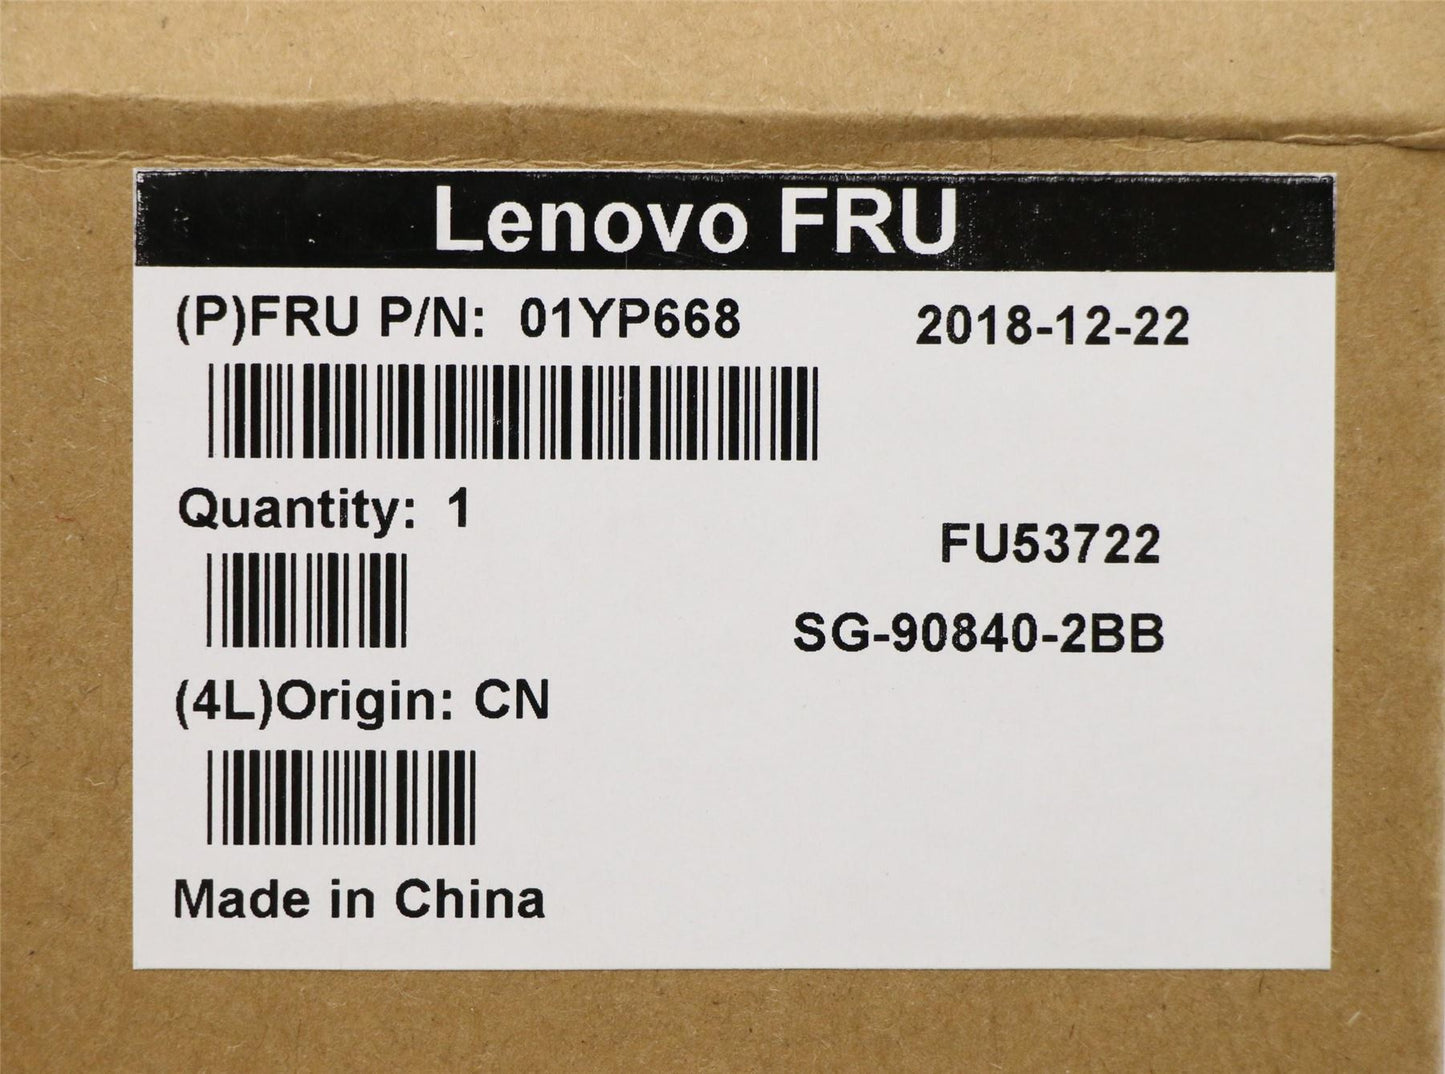 Lenovo FRU
(P)FRU P/N: 01YP668 2018-12-22
Quantity: 1
FU53722
SG-90840-2BB
(4L)Origin: CN
Made in China